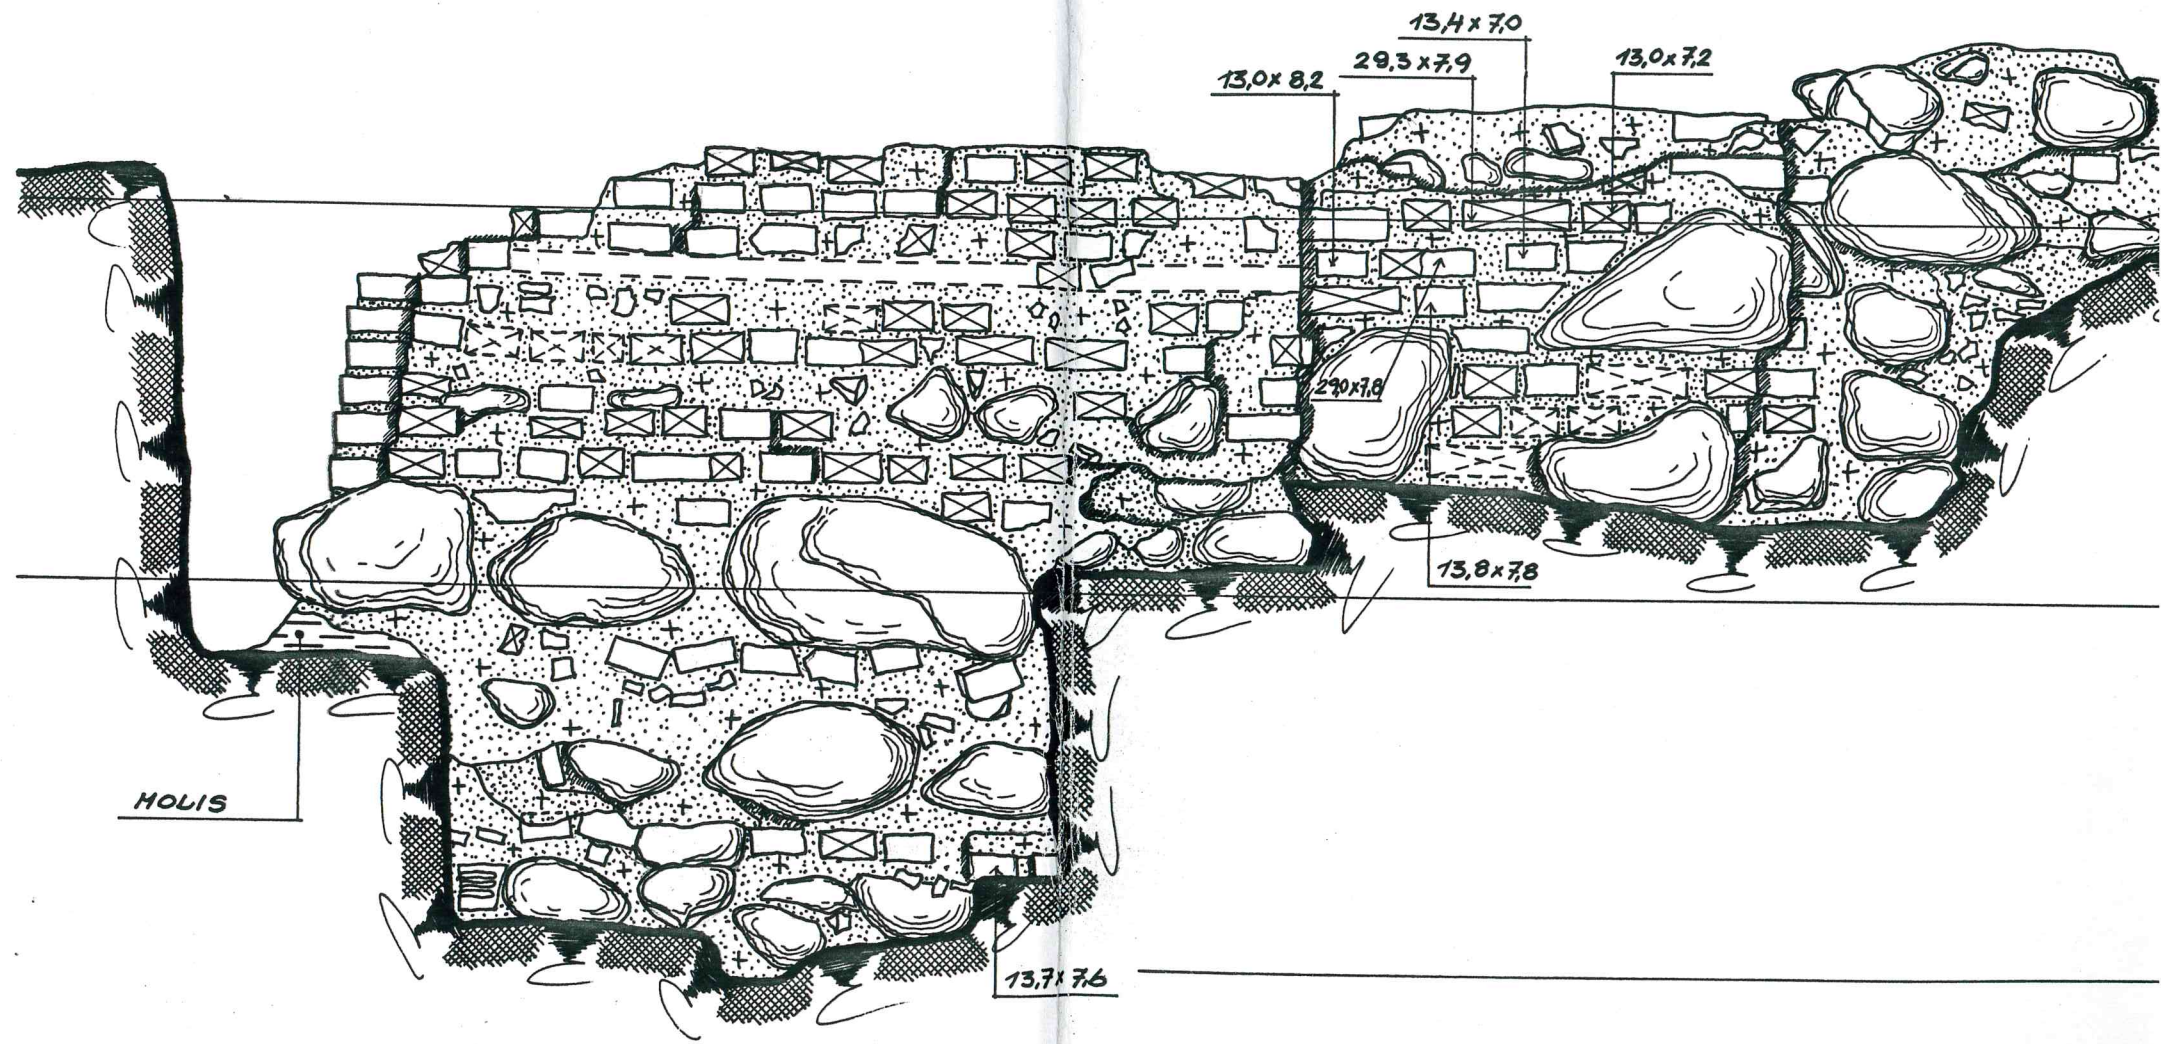 13,4 x 7,0
29,3 x 7,9
13,0 x 7,2
13,0 x 8,2
29,0 x 7,8
13,8 x 7,8
MOLIS
13,7 x 7,6